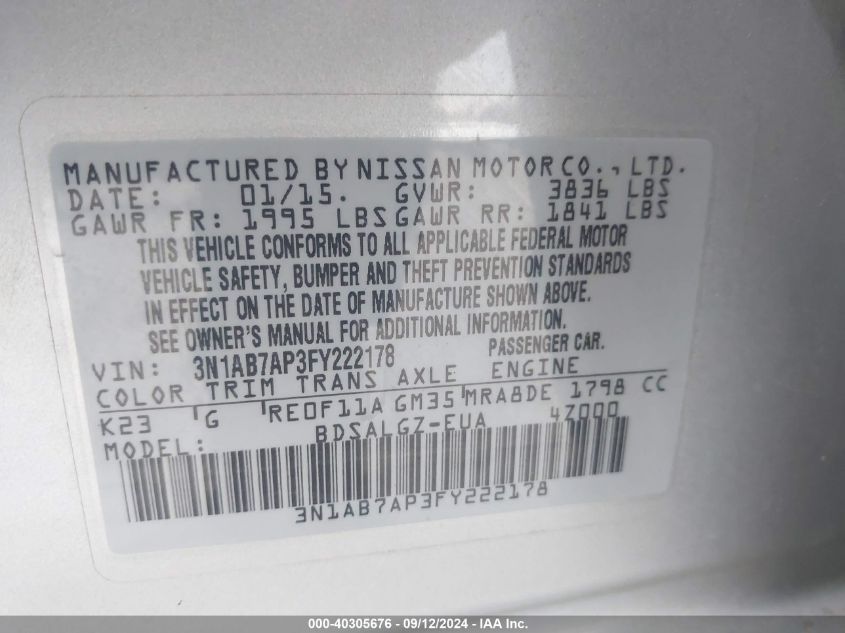 MANUFACTURED BY NISSAN MOTOR CO., LTD.
DATE: 01/15. GVWR: 3836 LBS
GAWR FR: 1995 LBS GAWR RR: 1841 LBS
THIS VEHICLE CONFORMS TO ALL APPLICABLE FEDERAL MOTOR
VEHICLE SAFETY, BUMPER AND THEFT PREVENTION STANDARDS
IN EFFECT ON THE DATE OF MANUFACTURE SHOWN ABOVE.
SEE OWNER'S MANUAL FOR ADDITIONAL INFORMATION.
VIN: 3N1AB7AP3FY222178 PASSENGER CAR.
COLOR TRIM TRANS AXLE ENGINE
K23 G RE0F11A GM35 MRA8DE 1798 CC
MODEL: BDSALGZ-EUA 4Z000
3N1AB7AP3FY222178
000-40305676 - 09/12/2024 - IAA Inc.